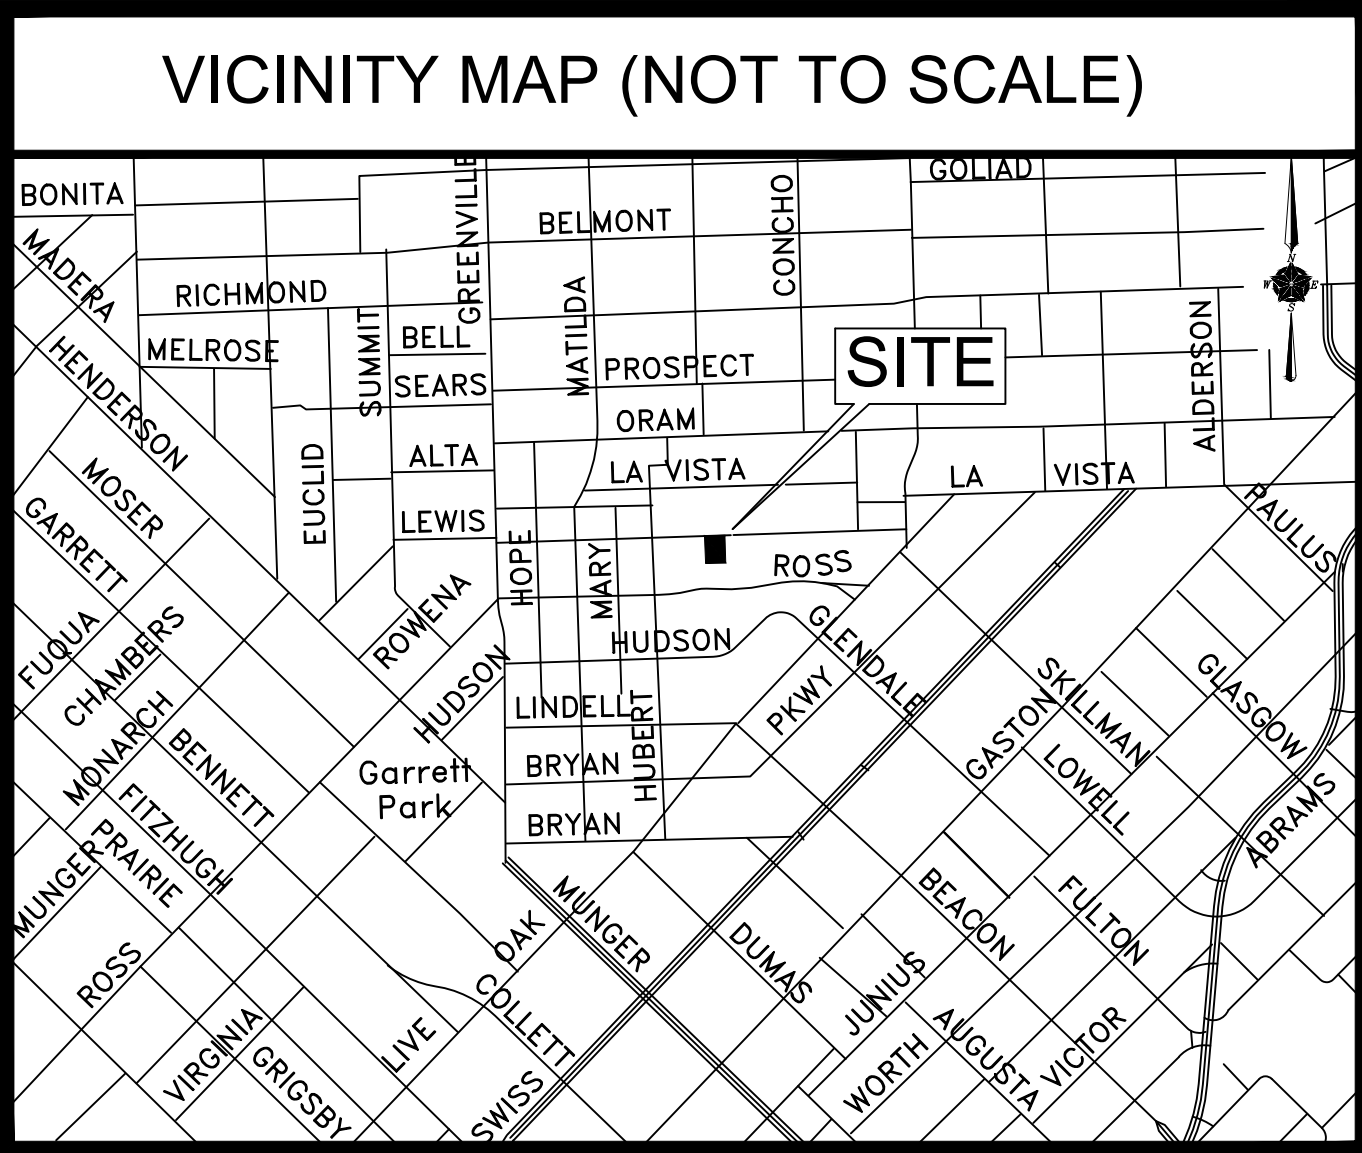 VICINITY MAP (NOT TO SCALE)
BONITA
GREENVILLE
GOLIAD
BELMONT
CONCHO
MADERA
RICHMOND
MATILDA
N
W E
S
SUMMIT
BELL
MELROSE
HENDERSON
SEARS
PROSPECT
SITE
ALDERSON
ORAM
EUCLID
ALTA
LA VISTA
LA VISTA
MOSER
GARRETT
LEWIS
HOPE
MARY
ROSS
PAULUS
ROWENA
FUQUA
CHAMBERS
HUDSON
HUDSON
GLENDALE
PKWY
SKILLMAN
GLASGOW
LINDELL
HUBERT
GASTON
MONARCH
BENNETT
Garrett
Park
BRYAN
LOWELL
FITZHUGH
PRAIRIE
BRYAN
ABRAMS
MUNGER
MUNGER
OAK
BEACON
FULTON
ROSS
COLLETT
DUMAS
JUNIUS
VIRGINIA
GRIGSBY
LIVE
SWISS
WORTH
AUGUSTA
VICTOR